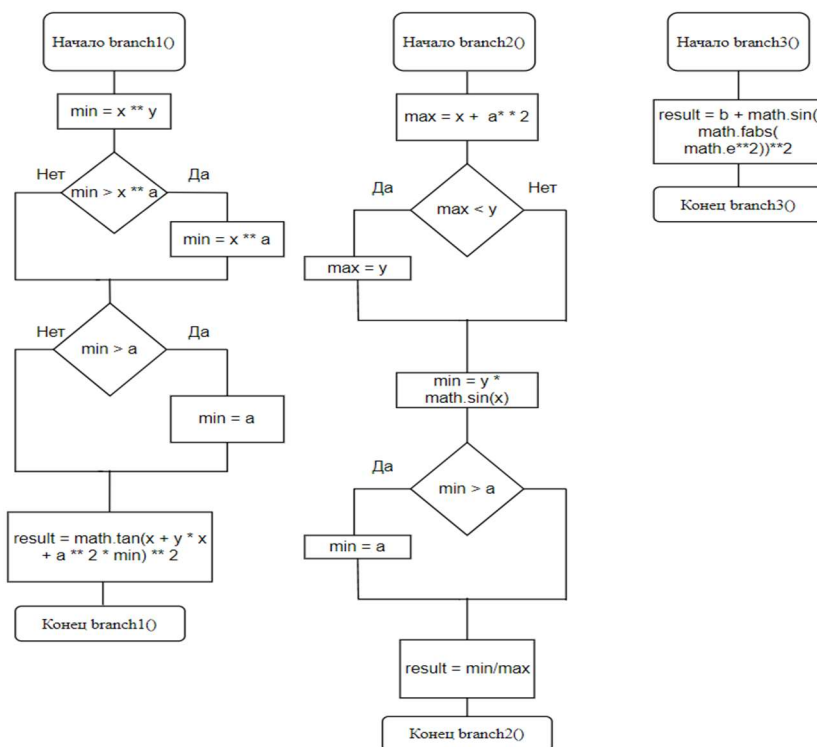 Начало branch1()
min = x ** y
Нет
Да
min > x ** a
min = x ** a
Нет
Да
min > a
min = a
result = math.tan(x + y * x
+ a ** 2 * min) ** 2
Конец branch1()
Начало branch2()
max = x + a* * 2
Да
Нет
max < y
max = y
min = y *
math.sin(x)
Да
min > a
min = a
result = min/max
Конец branch2()
Начало branch3()
result = b + math.sin(
math.fabs(
math.e**2))**2
Конец branch3()